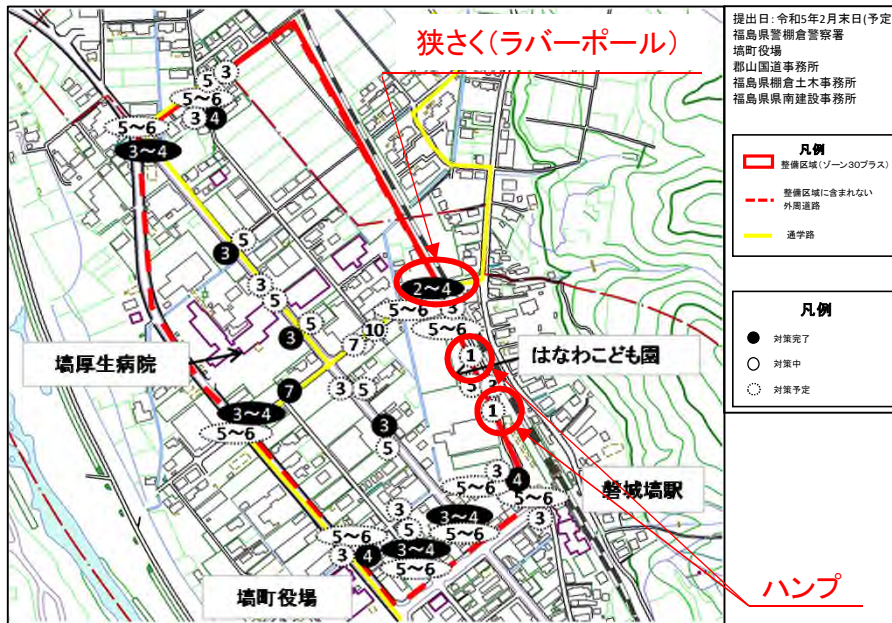 提出日：令和5年2月末日(予定
福島県警棚倉警察署
塙町役場
郡山国道事務所
福島県棚倉土木事務所
福島県県南建設事務所
凡例
整備区域(ゾーン30プラス)
整備区域に含まれない
外周道路
通学路
凡例
対策完了
対策中
対策予定
狭さく(ラバーポール)
3
5
5～6
3
4
5～6
3～4
3
5
3
5
2～4
5～6
3
5～6
10
7
3
5
1
はなわこども園
塙厚生病院
5
3
7
3
5
1
3～4
5～6
3
5
3
4
5～6
5～6
磐城塙駅
3
3
3～4
5～6
5
5～6
3
4
3～4
5～6
塙町役場
ハンプ